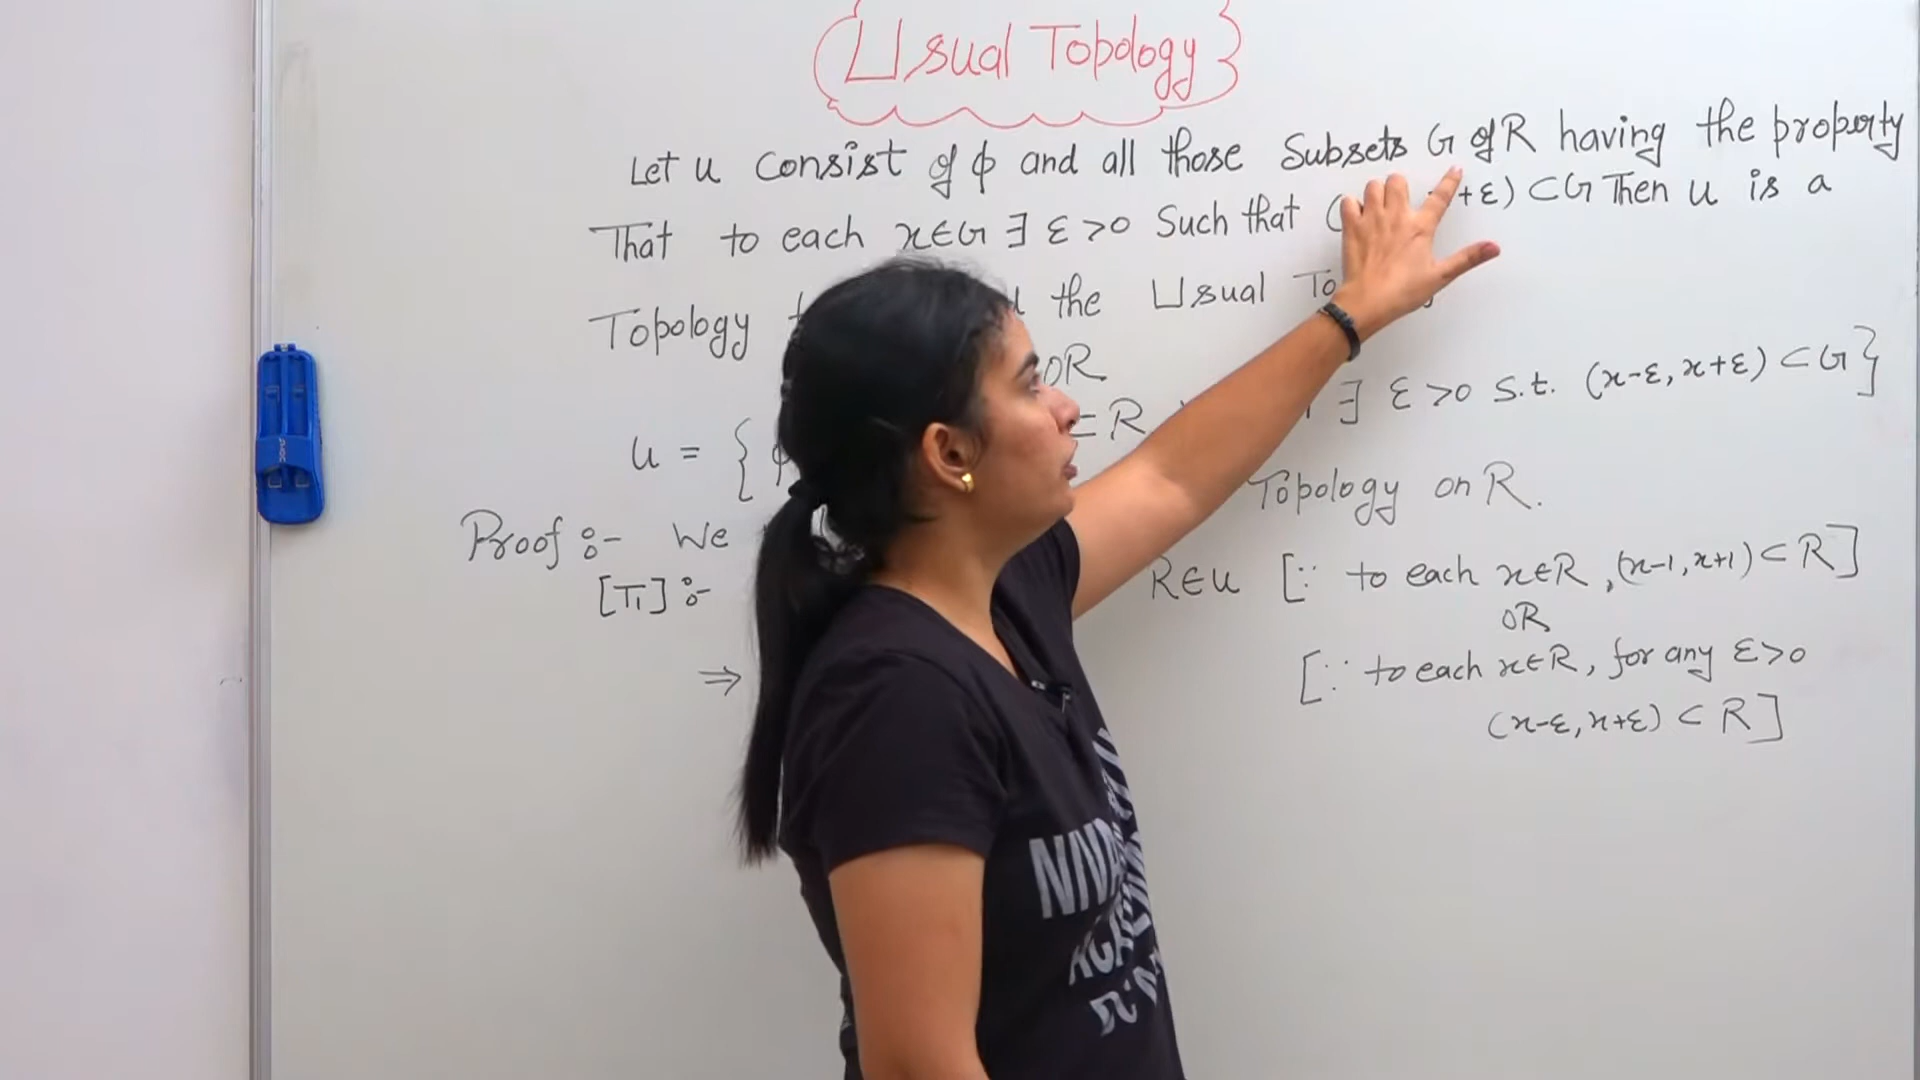 Usual Topology
Let u consist of ϕ and all those Subsets G of R having the property
That to each x∈G ∃ ε>0 Such that ( +ε) ⊂G Then u is a
Topology the Usual
OR
u = { R ∃ ε>0 s.t. (x-ε, x+ε) ⊂G}
Proof :- We Topology on R.
[T1] :- R∈u [∵ to each x∈R ,(x-1, x+1)⊂R]
OR
⇒ [∵ to each x∈R, for any ε>0
(x-ε, x+ε) ⊂ R]